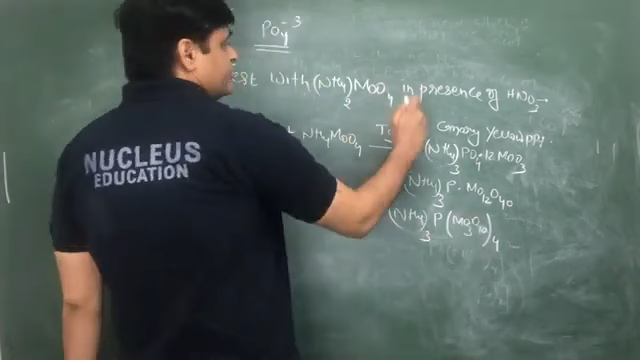 PO4⁻³
est with (NH4)2MoO4 in presence of HNO3
NH4MoO4 → Canary Yellow ppt.
(NH4)3PO4·12MoO3
(NH4)3P·Mo12O40
(NH4)3P(Mo3O10)4
NUCLEUS
EDUCATION